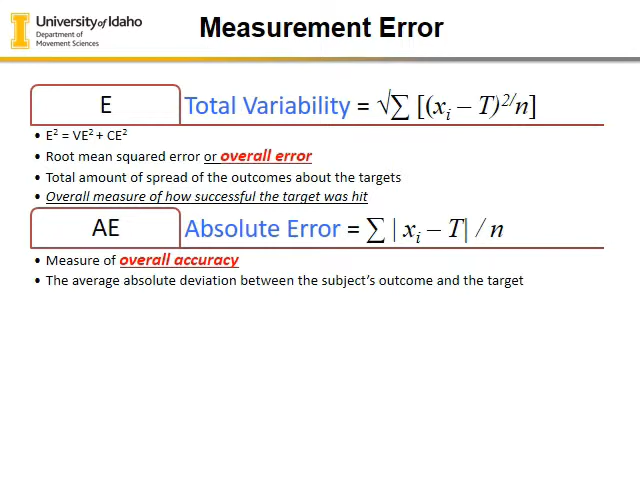 University of Idaho
Department of
Movement Sciences
Measurement Error
E
Total Variability = √∑ [(xᵢ – T)²/n]
• E² = VE² + CE²
• Root mean squared error or overall error
• Total amount of spread of the outcomes about the targets
• Overall measure of how successful the target was hit
AE
Absolute Error = ∑ | xᵢ – T| / n
• Measure of overall accuracy
• The average absolute deviation between the subject's outcome and the target